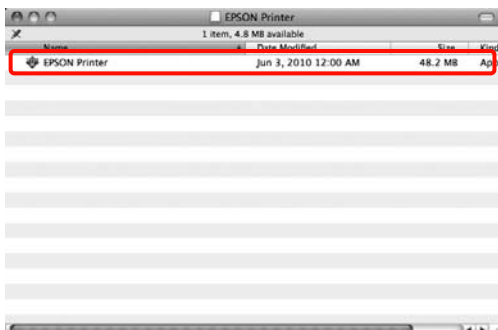 EPSON Printer
1 item, 4.8 MB available
Name Date Modified Size Kind
EPSON Printer Jun 3, 2010 12:00 AM 48.2 MB Ap